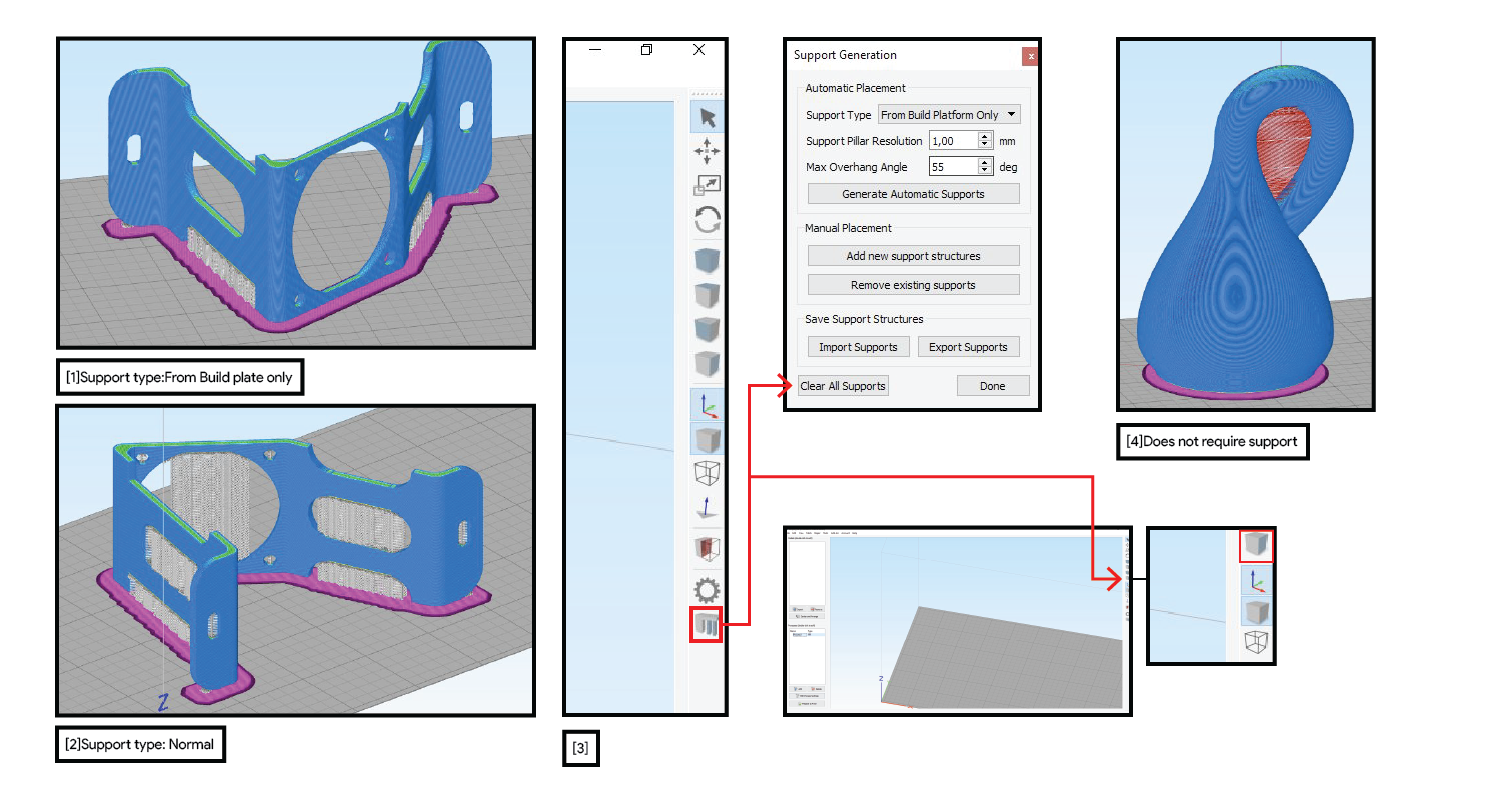 [1]Support type:From Build plate only
Z
[2]Support type: Normal
[3]
Support Generation
x
Automatic Placement
Support Type From Build Platform Only
Support Pillar Resolution 1,00 mm
Max Overhang Angle 55 deg
Generate Automatic Supports
Manual Placement
Add new support structures
Remove existing supports
Save Support Structures
Import Supports Export Supports
Clear All Supports Done
Z
[4]Does not require support